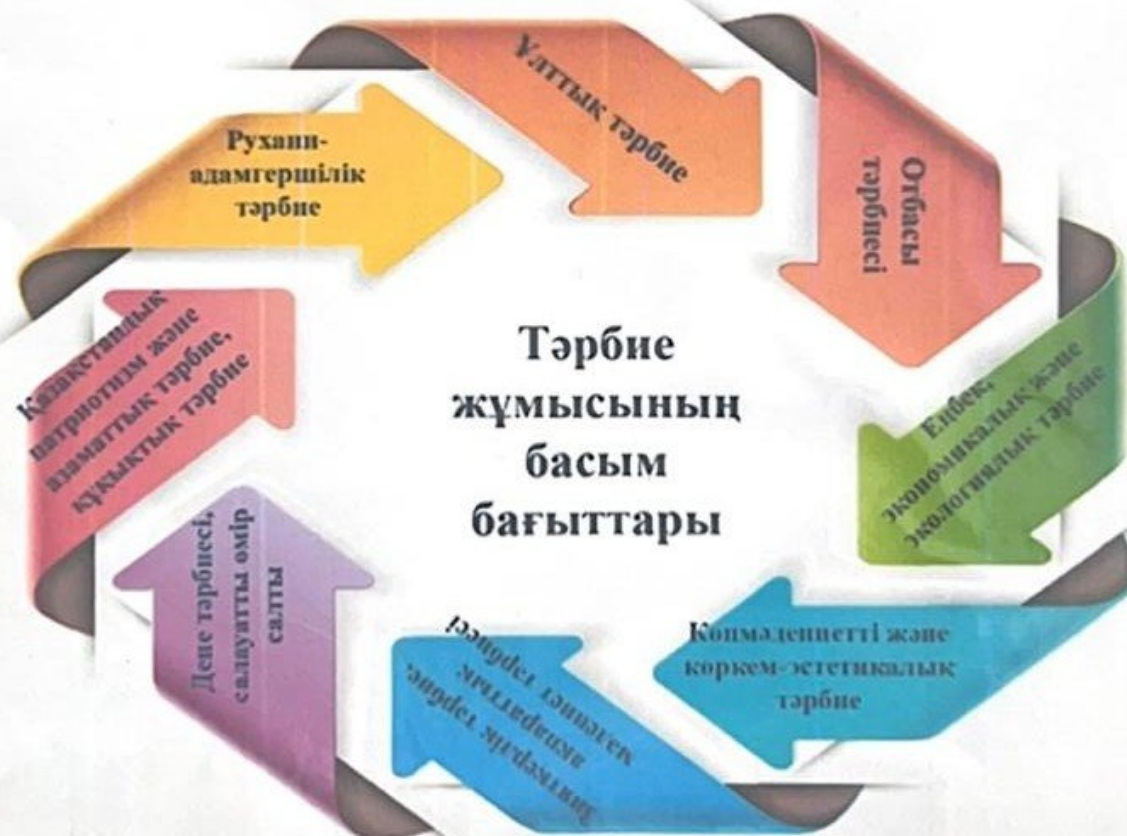 Тәрбие
жұмысының
басым
бағыттары
Рухани-
адамгершілік
тәрбие
Ұлттық тәрбие
Отбасы
тәрбиесі
Еңбек,
экономикалық және
экологиялық тәрбие
Көпмәдениетті және
көркем-эстетикалық
тәрбие
Зияткерлік тәрбие,
ақпараттық
мәдениет тәрбиесі
Дене тәрбиесі,
салауатты өмір
салты
Қазақстандық
патриотизм және
азаматтық тәрбие,
құқықтық тәрбие